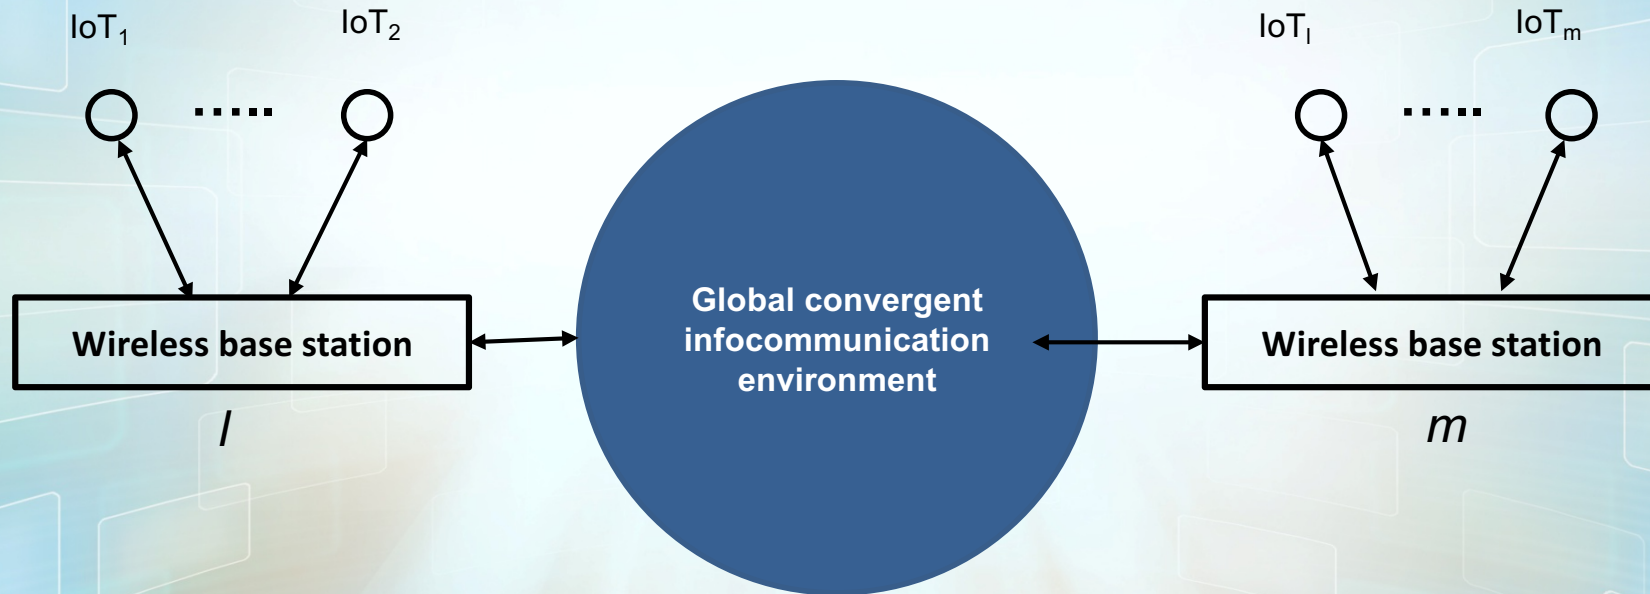 IoT₁
IoT₂
IoTₗ
IoTₘ
Wireless base station
l
Global convergent
infocommunication
environment
Wireless base station
m